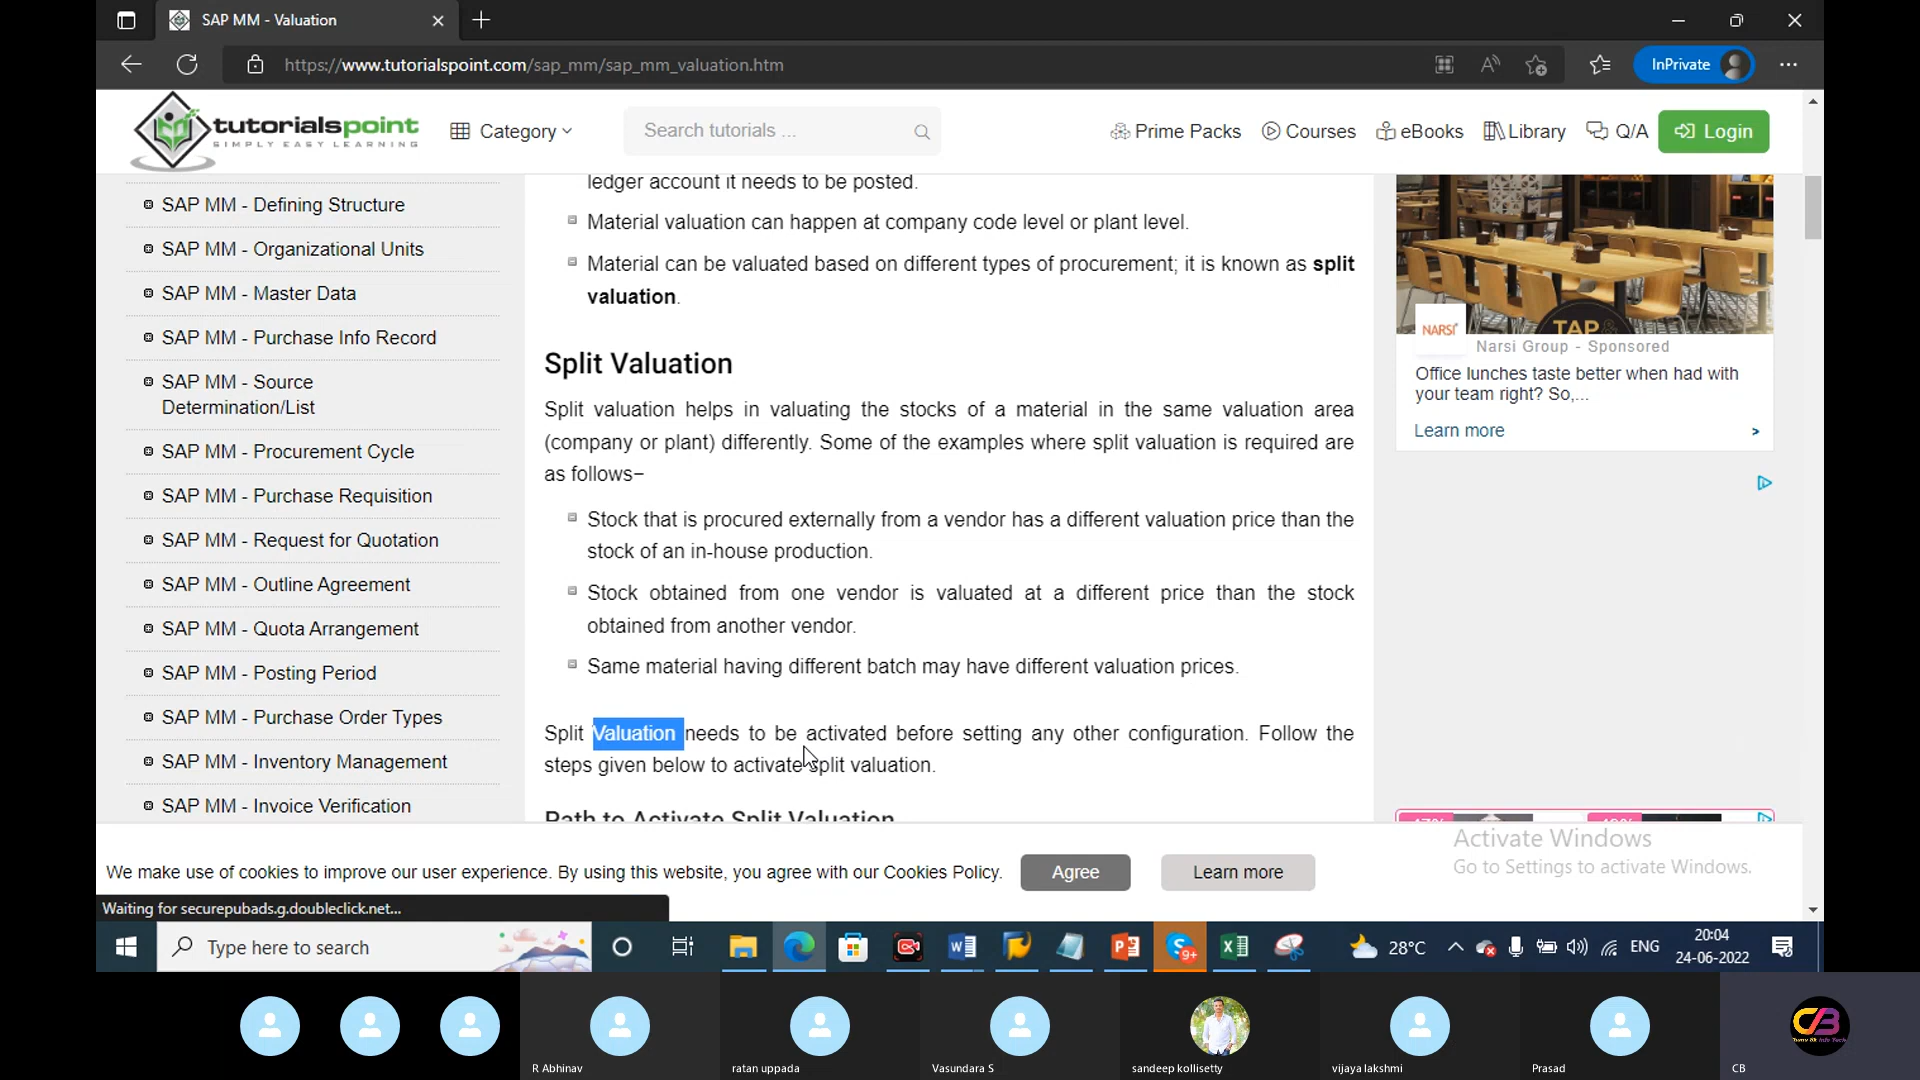 SAP MM - Valuation
https://www.tutorialspoint.com/sap_mm/sap_mm_valuation.htm
InPrivate
tutorialspoint
SIMPLY EASY LEARNING
Category
Search tutorials ...
Prime Packs
Courses
eBooks
Library
Q/A
Login
SAP MM - Defining Structure
SAP MM - Organizational Units
SAP MM - Master Data
SAP MM - Purchase Info Record
SAP MM - Source
Determination/List
SAP MM - Procurement Cycle
SAP MM - Purchase Requisition
SAP MM - Request for Quotation
SAP MM - Outline Agreement
SAP MM - Quota Arrangement
SAP MM - Posting Period
SAP MM - Purchase Order Types
SAP MM - Inventory Management
SAP MM - Invoice Verification
ledger account it needs to be posted.
Material valuation can happen at company code level or plant level.
Material can be valuated based on different types of procurement; it is known as split
valuation.
Split Valuation
Split valuation helps in valuating the stocks of a material in the same valuation area
(company or plant) differently. Some of the examples where split valuation is required are
as follows−
Stock that is procured externally from a vendor has a different valuation price than the
stock of an in-house production.
Stock obtained from one vendor is valuated at a different price than the stock
obtained from another vendor.
Same material having different batch may have different valuation prices.
Split Valuation needs to be activated before setting any other configuration. Follow the
steps given below to activate split valuation.
Path to Activate Split Valuation
NARSI
TAP&
Narsi Group - Sponsored
Office lunches taste better when had with
your team right? So,...
Learn more >
Activate Windows
Go to Settings to activate Windows.
We make use of cookies to improve our user experience. By using this website, you agree with our Cookies Policy.
Agree
Learn more
Waiting for securepubads.g.doubleclick.net...
Type here to search
9+
28°C
ENG
20:04
24-06-2022
R Abhinav
ratan uppada
Vasundara S
sandeep kollisetty
vijaya lakshmi
Prasad
CB